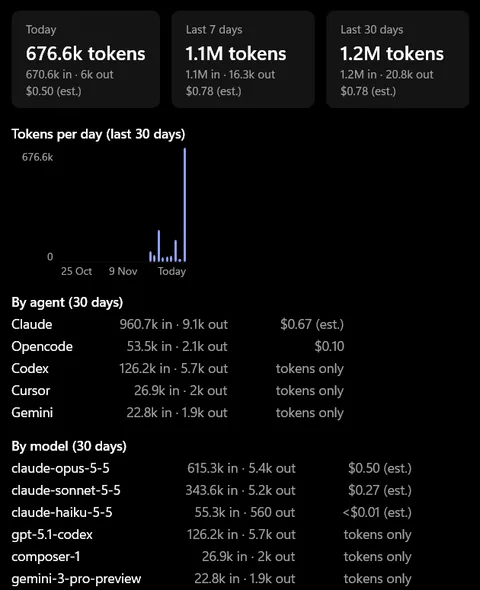 Today
676.6k tokens
670.6k in · 6k out
$0.50 (est.)
Last 7 days
1.1M tokens
1.1M in · 16.3k out
$0.78 (est.)
Last 30 days
1.2M tokens
1.2M in · 20.8k out
$0.78 (est.)
Tokens per day (last 30 days)
676.6k
0
25 Oct 9 Nov Today
By agent (30 days)
Claude 960.7k in · 9.1k out $0.67 (est.)
Opencode 53.5k in · 2.1k out $0.10
Codex 126.2k in · 5.7k out tokens only
Cursor 26.9k in · 2k out tokens only
Gemini 22.8k in · 1.9k out tokens only
By model (30 days)
claude-opus-5-5 615.3k in · 5.4k out $0.50 (est.)
claude-sonnet-5-5 343.6k in · 5.2k out $0.27 (est.)
claude-haiku-5-5 55.3k in · 560 out <$0.01 (est.)
gpt-5.1-codex 126.2k in · 5.7k out tokens only
composer-1 26.9k in · 2k out tokens only
gemini-3-pro-preview 22.8k in · 1.9k out tokens only